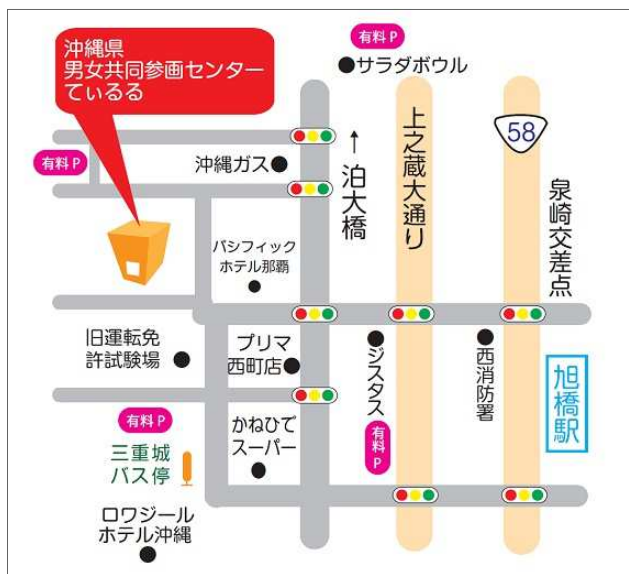 沖縄県
男女共同参画センター
てぃるる
有料 P
サラダボウル
有料 P
沖縄ガス
↑泊大橋
上之蔵大通り
58
泉崎交差点
パシフィック
ホテル那覇
旧運転免
許試験場
プリマ
西町店
ジスタス
西消防署
旭橋駅
有料 P
有料 P
かねひで
スーパー
三重城
バス停
ロワジール
ホテル沖縄